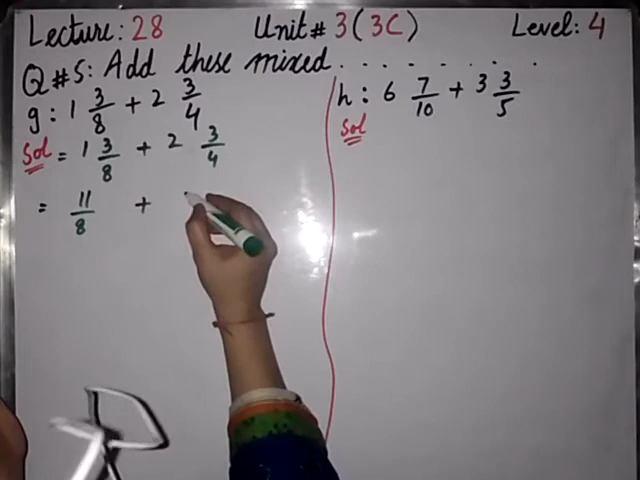 Lecture: 28 Unit# 3 (3C) Level: 4
Q#5: Add these mixed . . . . . . . .
g: 1 3/8 + 2 3/4
Sol = 1 3/8 + 2 3/4
= 11/8 +
h: 6 7/10 + 3 3/5
Sol